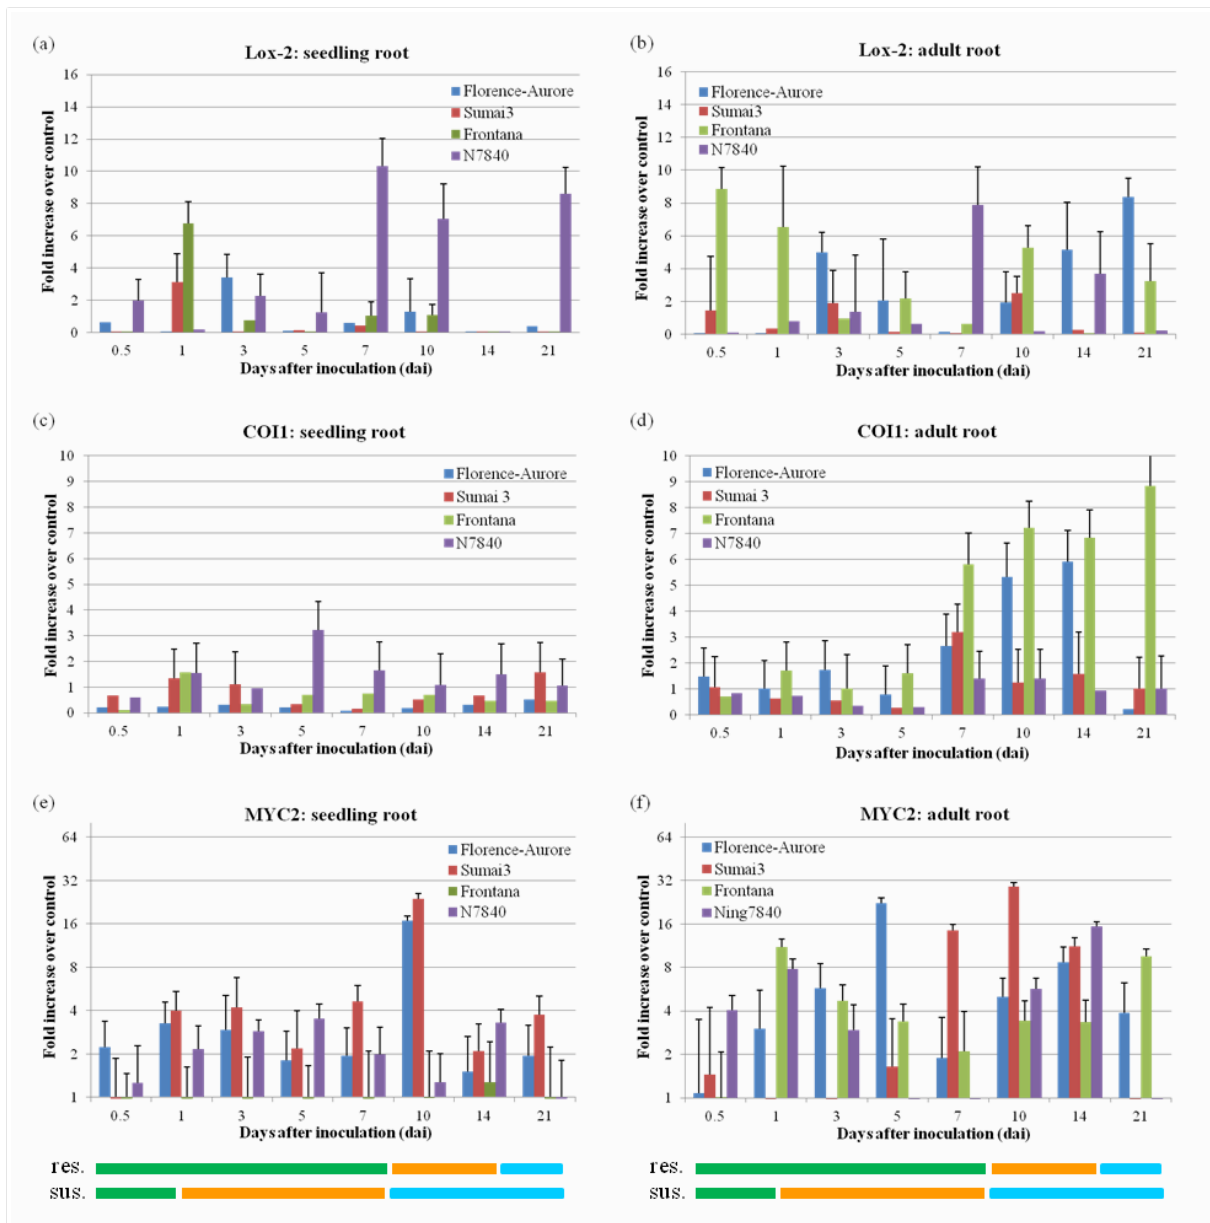 (a)
Lox-2: seedling root
Fold increase over control
16
14
12
10
8
6
4
2
0
Florence-Aurore
Sumai3
Frontana
N7840
0.5 1 3 5 7 10 14 21
Days after inoculation (dai)
(b)
Lox-2: adult root
Fold increase over control
16
14
12
10
8
6
4
2
0
Florence-Aurore
Sumai3
Frontana
N7840
0.5 1 3 5 7 10 14 21
Days after inoculation (dai)
(c)
COI1: seedling root
Fold increase over control
10
9
8
7
6
5
4
3
2
1
0
Florence-Aurore
Sumai 3
Frontana
N7840
0.5 1 3 5 7 10 14 21
Days after inoculation (dai)
(d)
COI1: adult root
Fold increase over control
10
9
8
7
6
5
4
3
2
1
0
Florence-Aurore
Sumai 3
Frontana
N7840
0.5 1 3 5 7 10 14 21
Days after inoculation (dai)
(e)
MYC2: seedling root
Fold increase over control
64
32
16
8
4
2
1
Florence-Aurore
Sumai3
Frontana
N7840
0.5 1 3 5 7 10 14 21
Days after inoculation (dai)
(f)
MYC2: adult root
Fold increase over control
64
32
16
8
4
2
1
Florence-Aurore
Sumai3
Frontana
Ning7840
0.5 1 3 5 7 10 14 21
Days after inoculation (dai)
res.
sus.
res.
sus.